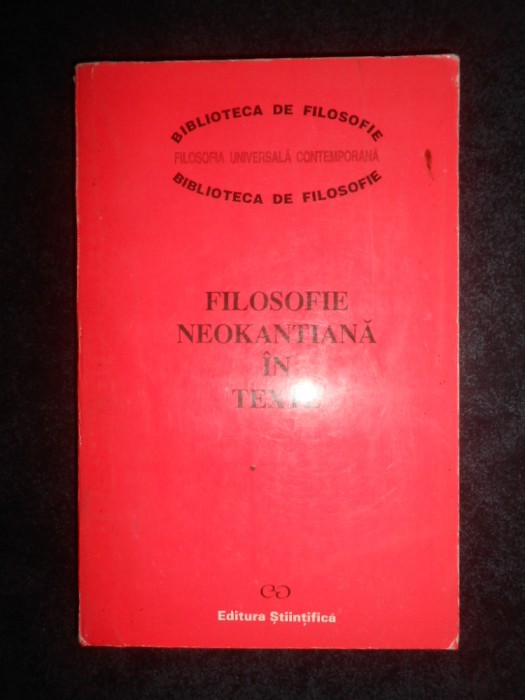 BIBLIOTECA DE FILOSOFIE
FILOSOFIA UNIVERSALĂ CONTEMPORANĂ
BIBLIOTECA DE FILOSOFIE
FILOSOFIE
NEOKANTIANĂ
ÎN
TEXTE
Editura Științifică